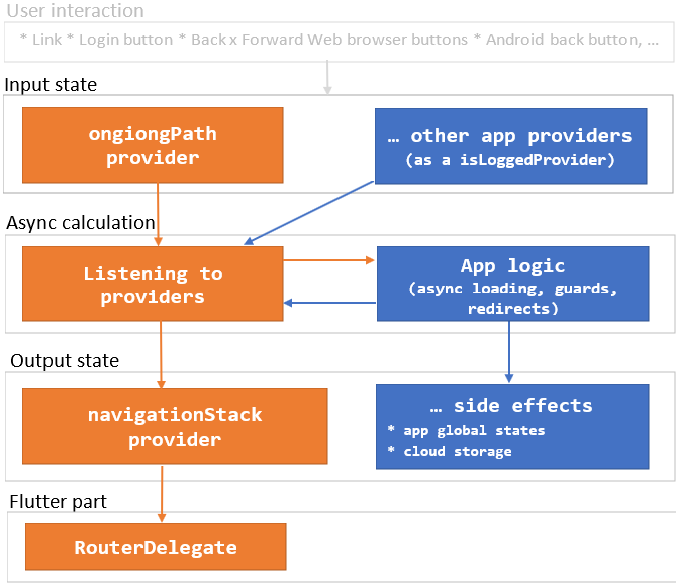 User interaction
* Link * Login button * Back x Forward Web browser buttons * Android back button, …
Input state
ongiongPath
provider
… other app providers
(as a isLoggedProvider)
Async calculation
Listening to
providers
App logic
(async loading, guards,
redirects)
Output state
navigationStack
provider
… side effects
* app global states
* cloud storage
Flutter part
RouterDelegate